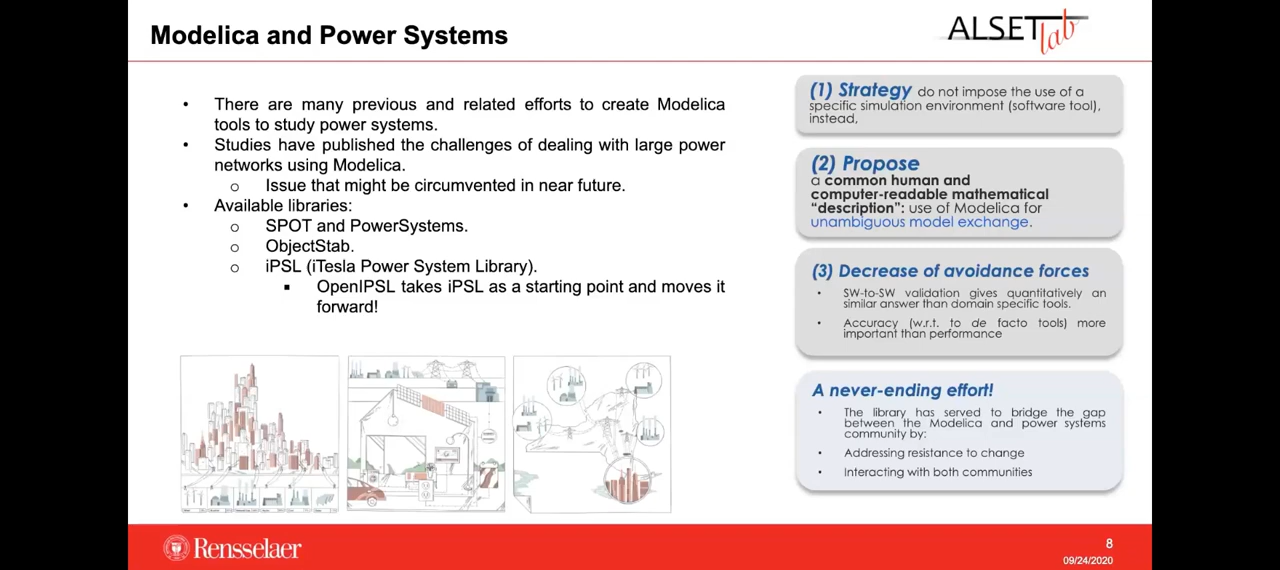 Modelica and Power Systems
ALSETLab
• There are many previous and related efforts to create Modelica
tools to study power systems.
• Studies have published the challenges of dealing with large power
networks using Modelica.
o Issue that might be circumvented in near future.
• Available libraries:
o SPOT and PowerSystems.
o ObjectStab.
o iPSL (iTesla Power System Library).
▪ OpenIPSL takes iPSL as a starting point and moves it
forward!
(1) Strategy do not impose the use of a
specific simulation environment (software tool),
instead,
(2) Propose
a common human and
computer-readable mathematical
“description”: use of Modelica for
unambiguous model exchange.
(3) Decrease of avoidance forces
• SW-to-SW validation gives quantitatively an
similar answer than domain specific tools.
• Accuracy (w.r.t. to de facto tools) more
important than performance
A never-ending effort!
• The library has served to bridge the gap
between the Modelica and power systems
community by:
• Addressing resistance to change
• Interacting with both communities
Rensselaer
8
09/24/2020